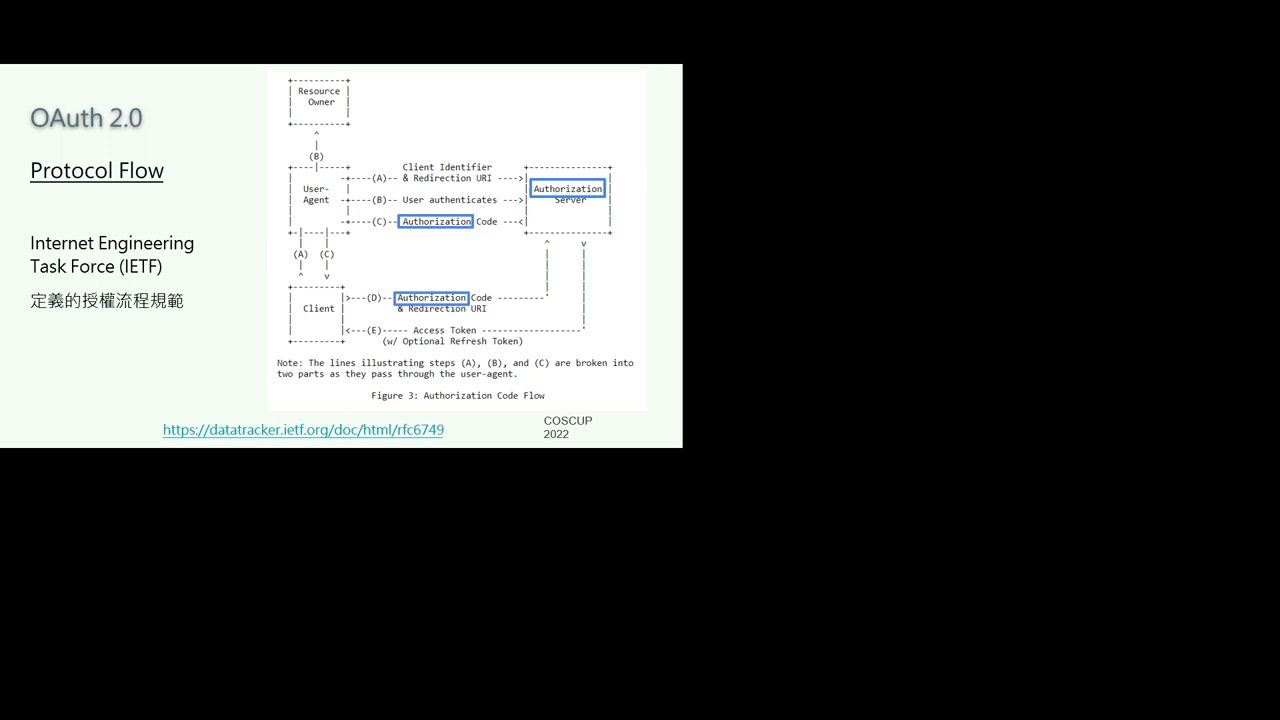 OAuth 2.0
Protocol Flow
Internet Engineering
Task Force (IETF)
定義的授權流程規範
+----------+
| Resource |
|   Owner  |
|          |
+----------+
     ^
     |
    (B)
+----|-----+          Client Identifier      +---------------+
|         -+----(A)-- & Redirection URI ---->|               |
|  User-   |                                 | Authorization |
|  Agent  -+----(B)-- User authenticates --->|     Server    |
|          |                                 |               |
|         -+----(C)-- Authorization Code ---<|               |
+-|----|---+                                 +---------------+
  |    |                                         ^      v
 (A)  (C)                                        |      |
  |    |                                         |      |
  ^    v                                         |      |
+---------+                                      |      |
|         |>---(D)-- Authorization Code ---------'      |
|  Client |          & Redirection URI                  |
|         |                                             |
|         |<---(E)----- Access Token -------------------'
+---------+       (w/ Optional Refresh Token)
Note: The lines illustrating steps (A), (B), and (C) are broken into
two parts as they pass through the user-agent.
Figure 3: Authorization Code Flow
https://datatracker.ietf.org/doc/html/rfc6749
COSCUP
2022